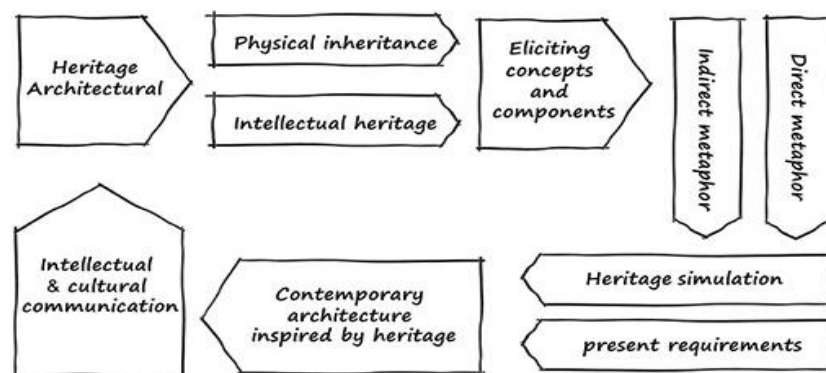 Heritage
Architectural
Physical inheritance
Intellectual heritage
Eliciting
concepts
and
components
Indirect metaphor
Direct metaphor
Heritage simulation
present requirements
Contemporary
architecture
inspired by heritage
Intellectual
& cultural
communication